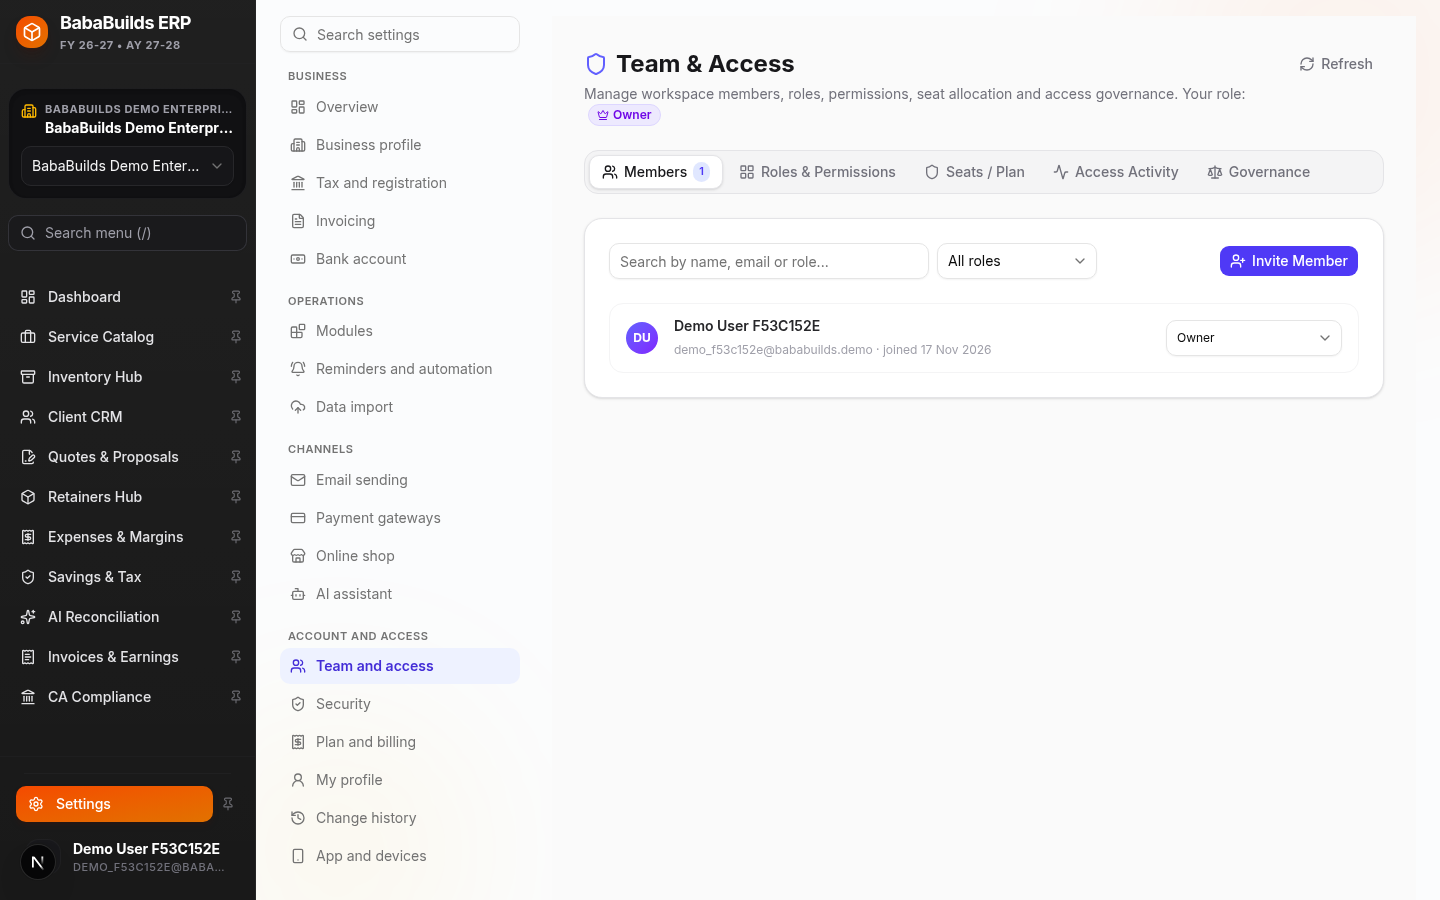 BabaBuilds ERP
FY 26-27 • AY 27-28
BABABUILDS DEMO ENTERPRI...
BabaBuilds Demo Enterpr...
BabaBuilds Demo Enter...
Search menu (/)
Dashboard
Service Catalog
Inventory Hub
Client CRM
Quotes & Proposals
Retainers Hub
Expenses & Margins
Savings & Tax
AI Reconciliation
Invoices & Earnings
CA Compliance
Settings
Demo User F53C152E
DEMO_F53C152E@BABA...
N
Search settings
BUSINESS
Overview
Business profile
Tax and registration
Invoicing
Bank account
OPERATIONS
Modules
Reminders and automation
Data import
CHANNELS
Email sending
Payment gateways
Online shop
AI assistant
ACCOUNT AND ACCESS
Team and access
Security
Plan and billing
My profile
Change history
App and devices
Team & Access
Refresh
Manage workspace members, roles, permissions, seat allocation and access governance. Your role:
Owner
Members 1
Roles & Permissions
Seats / Plan
Access Activity
Governance
Search by name, email or role...
All roles
Invite Member
DU
Demo User F53C152E
demo_f53c152e@bababuilds.demo · joined 17 Nov 2026
Owner